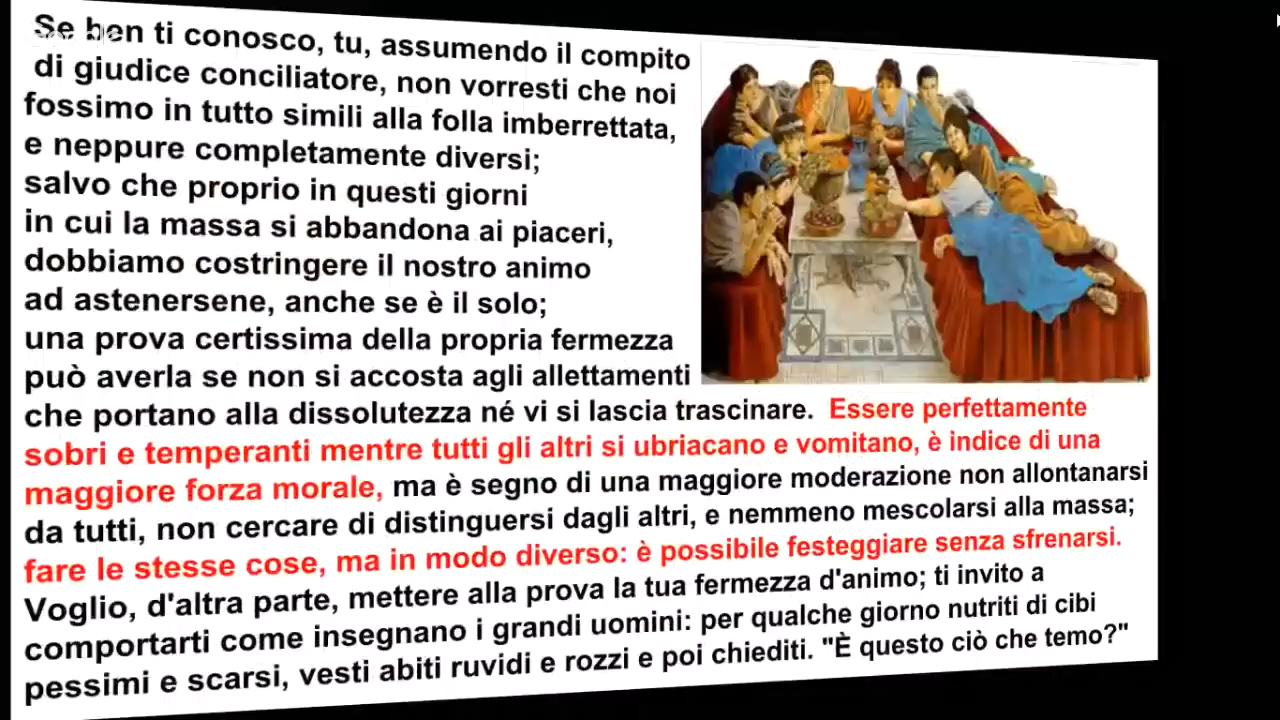 Se ben ti conosco, tu, assumendo il compito
di giudice conciliatore, non vorresti che noi
fossimo in tutto simili alla folla imberrettata,
e neppure completamente diversi;
salvo che proprio in questi giorni
in cui la massa si abbandona ai piaceri,
dobbiamo costringere il nostro animo
ad astenersene, anche se è il solo;
una prova certissima della propria fermezza
può averla se non si accosta agli allettamenti
che portano alla dissolutezza né vi si lascia trascinare. Essere perfettamente
sobri e temperanti mentre tutti gli altri si ubriacano e vomitano, è indice di una
maggiore forza morale, ma è segno di una maggiore moderazione non allontanarsi
da tutti, non cercare di distinguersi dagli altri, e nemmeno mescolarsi alla massa;
fare le stesse cose, ma in modo diverso: è possibile festeggiare senza sfrenarsi.
Voglio, d'altra parte, mettere alla prova la tua fermezza d'animo; ti invito a
comportarti come insegnano i grandi uomini: per qualche giorno nutriti di cibi
pessimi e scarsi, vesti abiti ruvidi e rozzi e poi chiediti. "È questo ciò che temo?"